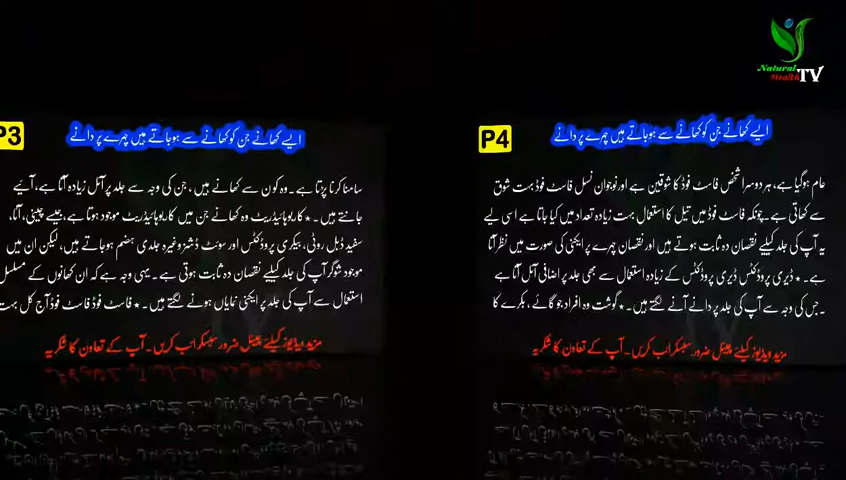 Natural
Health
TV
P3
ایسے کھانے جن کو کھانے سے ہو جاتے ہیں چہرے پر دانے
سامنا کرنا پڑتا ہے۔ وہ کون سے کھانے ہیں، جن کی وجہ سے جلد پر آئل زیادہ آتا ہے، آئیے
جانتے ہیں۔ ٭ کاربوہائیڈریٹ وہ کھانے جن میں کاربوہائیڈریٹ موجود ہوتا ہے، جیسے چینی، آٹا،
سفید ڈبل روٹی، بیکری پروڈکٹس اور سوئٹ ڈشز وغیرہ جلدی ہضم ہوجاتے ہیں، لیکن ان میں
موجود شوگر آپ کی جلد کیلیے نقصان دہ ثابت ہوتی ہے۔ یہی وجہ ہے کہ ان کھانوں کے مسلسل
استعمال سے آپ کی جلد پر ایکنی نمایاں ہونے لگتے ہیں۔ ٭ فاسٹ فوڈ فاسٹ فوڈ آج کل بہت
مزید ویڈیوز کیلئے چینل ضرور سبسکرائب کریں۔ آپ کے تعاون کا شکریہ
P4
ایسے کھانے جن کو کھانے سے ہو جاتے ہیں چہرے پر دانے
عام ہوگیا ہے، ہر دوسرا شخص فاسٹ فوڈ کا شوقین ہے اور نوجوان نسل فاسٹ فوڈ بہت شوق
سے کھاتی ہے۔ چونکہ فاسٹ فوڈ میں تیل کا استعمال بہت زیادہ تعداد میں کیا جاتا ہے اسی لیے
یہ آپ کی جلد کیلیے نقصان دہ ثابت ہوتے ہیں اور نقصان چہرے پر ایکنی کی صورت میں نظر آتا
ہے۔ ٭ ڈیری پروڈکٹس ڈیری پروڈکٹس کے زیادہ استعمال سے بھی جلد پر اضافی آئل آتا ہے
۔جس کی وجہ سے آپ کی جلد پر دانے آنے لگتے ہیں۔ ٭ گوشت وہ افراد جو گائے، بکرے کا
مزید ویڈیوز کیلئے چینل ضرور سبسکرائب کریں۔ آپ کے تعاون کا شکریہ